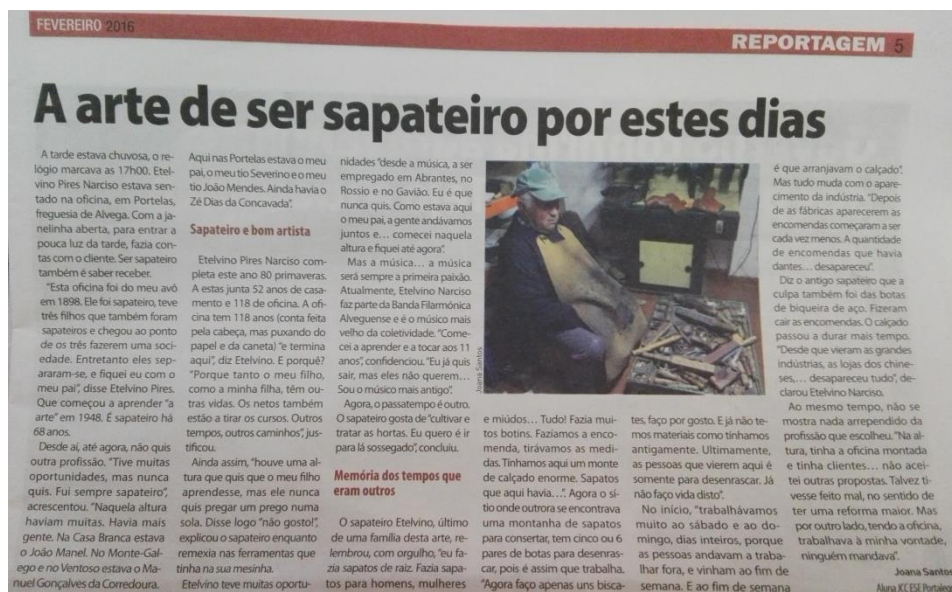 FEVEREIRO 2016
REPORTAGEM 5
A arte de ser sapateiro por estes dias
A tarde estava chuvosa, o re-
lógio marcava as 17h00. Etel-
vino Pires Narciso estava sen-
tado na oficina, em Portelas,
freguesia de Alvega. Com a ja-
nelinha aberta, para entrar a
pouca luz da tarde, fazia con-
tas com o cliente. Ser sapateiro
também é saber receber.
"Esta oficina foi do meu avô
em 1898. Ele foi sapateiro, teve
três filhos que também foram
sapateiros e chegou ao ponto
de os três fazerem uma soci-
edade. Entretanto eles sep-
araram-se, e fiquei eu com o
meu pai", disse Etelvino Pires.
Que começou a aprender "a
arte" em 1948. É sapateiro há
68 anos.
Desde aí, até agora, não quis
outra profissão. "Tive muitas
oportunidades, mas nunca
quis. Fui sempre sapateiro",
acrescentou. "Naquela altura
haviam muitas. Havia mais
gente. Na Casa Branca estava
o João Manel. No Monte-Gal-
ego e no Ventoso estava o Ma-
nuel Gonçalves da Corredoura.
Aqui nas Portelas estava o meu
pai, o meu tio Severino e o meu
tio João Mendes. Ainda havia o
Zé Dias da Concavada".
Sapateiro e bom artista
Etelvino Pires Narciso com-
pleta este ano 80 primaveras.
A estas junta 52 anos de casa-
mento e 118 de oficina. A ofi-
cina tem 118 anos (conta feita
pela cabeça, mas puxando do
papel e da caneta) "e termina
aqui", diz Etelvino. E porquê?
"Porque tanto o meu filho,
como a minha filha, têm ou-
tras vidas. Os netos também
estão a tirar os cursos. Outros
tempos, outros caminhos", jus-
tificou.
Ainda assim, "houve uma al-
tura que quis que o meu filho
aprendesse, mas ele nunca
quis pregar um prego numa
sola. Disse logo "não gosto!",
explicou o sapateiro enquanto
remexia nas ferramentas que
tinha na sua mesinha.
Etelvino teve muitas oportu-
nidades "desde a música, a ser
empregado em Abrantes, no
Rossio e no Gavião. Eu é que
nunca quis. Como estava aqui
o meu pai, a gente andávamos
juntos e... comecei naquela
altura e fiquei até agora".
Mas a música... a música
será sempre a primeira paixão.
Atualmente, Etelvino Narciso
faz parte da Banda Filarmónica
Alveguense e é o músico mais
velho da coletividade. "Come-
cei a aprender e a tocar aos 11
anos", confidenciou. "Eu já quis
sair, mas eles não querem...
Sou o músico mais antigo".
Agora, o passatempo é outro.
O sapateiro gosta de "cultivar e
tratar as hortas. Eu quero é ir
para lá sossegado", concluiu.
Memória dos tempos que
eram outros
O sapateiro Etelvino, último
de uma família desta arte, re-
lembrou, com orgulho, "eu fa-
zia sapatos de raiz. Fazia sapa-
tos para homens, mulheres
Joana Santos
e miúdos... Tudo! Fazia mui-
tos botins. Fazíamos a enco-
menda, tirávamos as medi-
das. Tínhamos aqui um monte
de calçado enorme. Sapatos
que aqui havia...". Agora o sí-
tio onde outrora se encontrava
uma montanha de sapatos
para consertar, tem cinco ou 6
pares de botas para desenras-
car, pois é assim que trabalha.
"Agora faço apenas uns bisca-
tes, faço por gosto. E já não te-
mos materiais como tínhamos
antigamente. Ultimamente,
as pessoas que vierem aqui é
somente para desenrascar. Já
não faço vida disto".
No início, "trabalhávamos
muito ao sábado e ao do-
mingo, dias inteiros, porque
as pessoas andavam a traba-
lhar fora, e vinham ao fim de
semana. E ao fim de semana
é que arranjavam o calçado".
Mas tudo muda com o apare-
cimento da indústria. "Depois
de as fábricas aparecerem as
encomendas começaram a ser
cada vez menos. A quantidade
de encomendas que havia
dantes... desapareceu".
Diz o antigo sapateiro que a
culpa também foi das botas
de biqueira de aço. Fizeram
cair as encomendas. O calçado
passou a durar mais tempo.
"Desde que vieram as grandes
indústrias, as lojas dos chine-
ses,... desapareceu tudo", de-
clarou Etelvino Narciso.
Ao mesmo tempo, não se
mostra nada arrependido da
profissão que escolheu. "Na al-
tura, tinha a oficina montada
e tinha clientes... não acei-
tei outras propostas. Talvez ti-
vesse feito mal, no sentido de
ter uma reforma maior. Mas
por outro lado, tendo a oficina,
trabalhava à minha vontade,
ninguém mandava".
Joana Santos
Aluna JCC ESE Portalegre